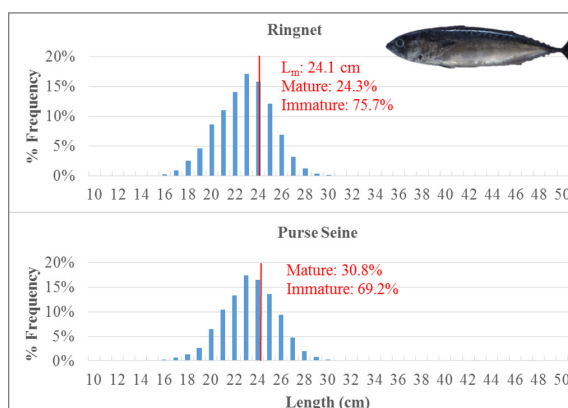 Ringnet
% Frequency
20%
15%
10%
5%
0%
Lm: 24.1 cm
Mature: 24.3%
Immature: 75.7%
10 12 14 16 18 20 22 24 26 28 30 32 34 36 38 40 42 44 46 48 50
Purse Seine
% Frequency
20%
15%
10%
5%
0%
Mature: 30.8%
Immature: 69.2%
10 12 14 16 18 20 22 24 26 28 30 32 34 36 38 40 42 44 46 48 50
Length (cm)